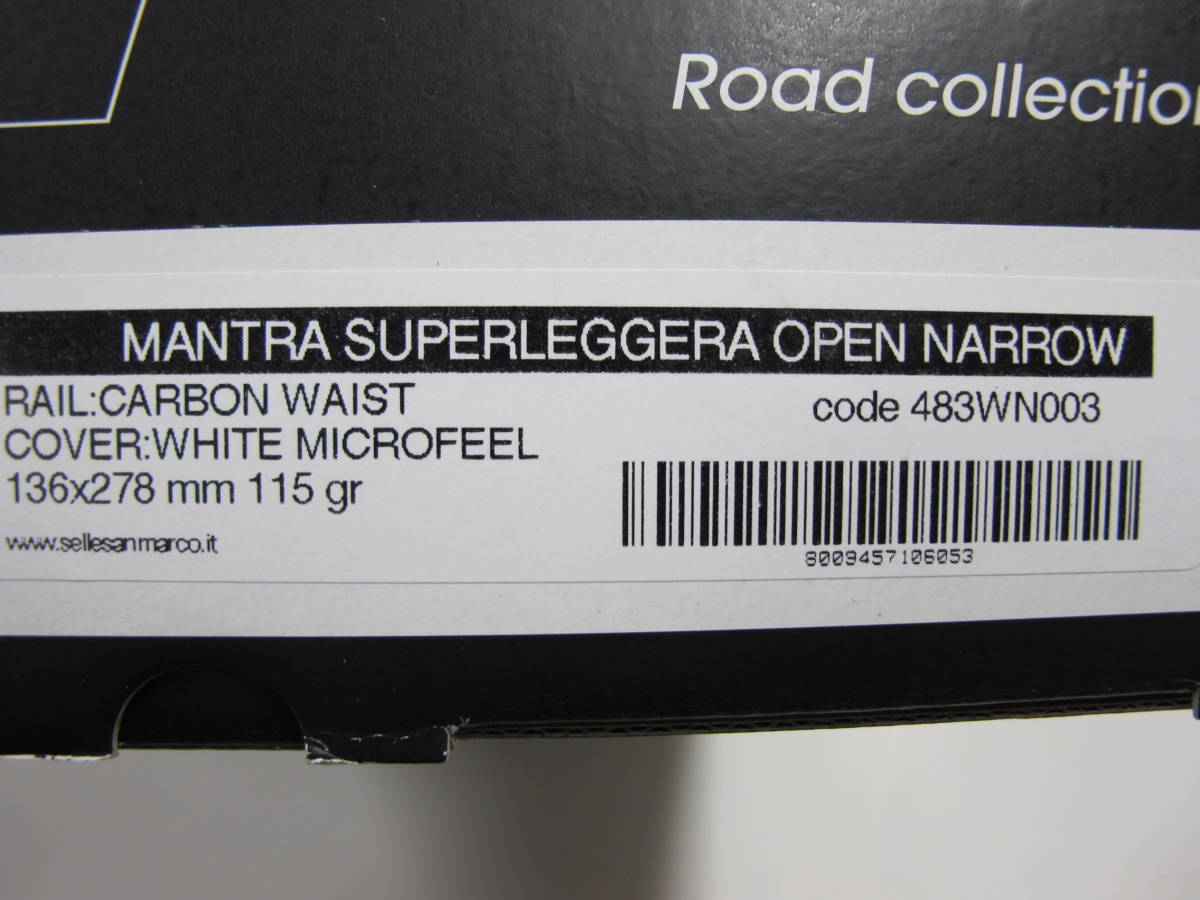 Road collection
MANTRA SUPERLEGGERA OPEN NARROW
RAIL:CARBON WAIST
code 483WN003
COVER:WHITE MICROFEEL
136x278 mm 115 gr
www.sellesanmarco.it
8009457106053